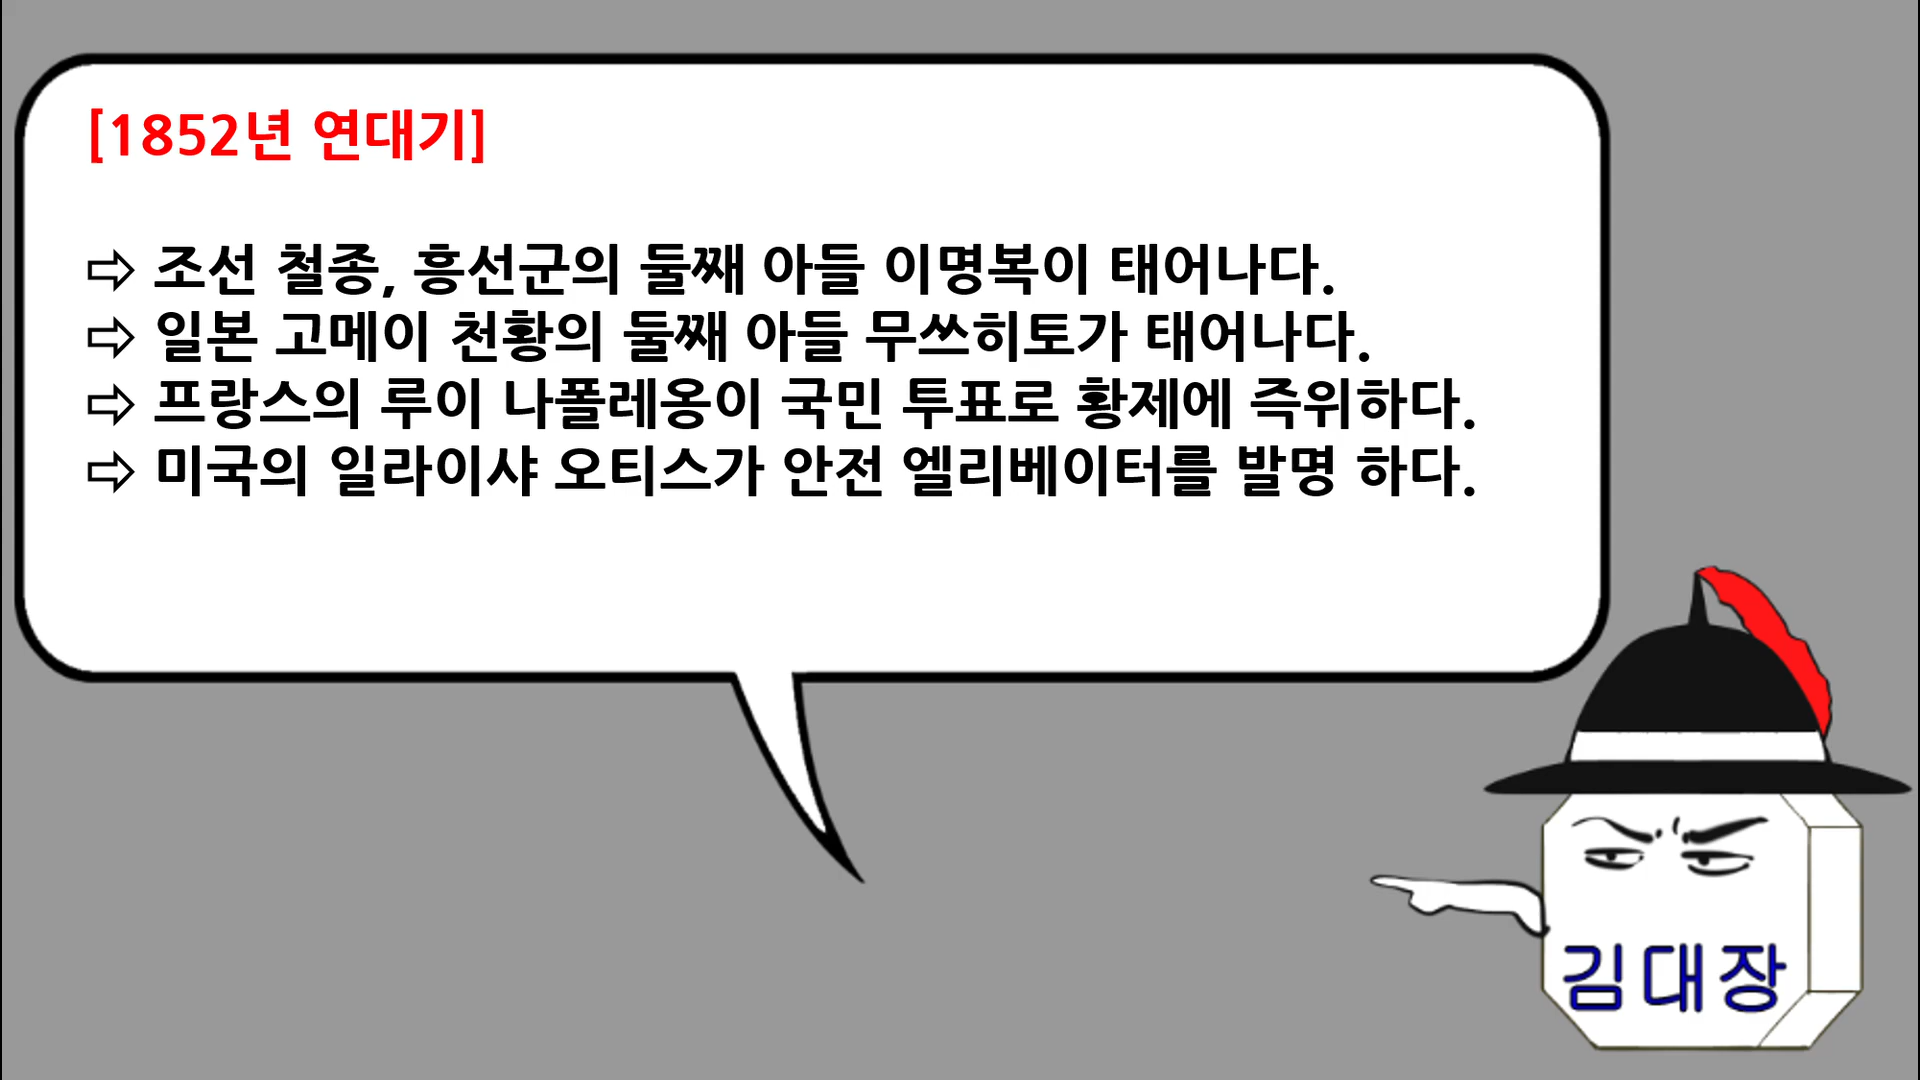 [1852년 연대기]
⇨ 조선 철종, 흥선군의 둘째 아들 이명복이 태어나다.
⇨ 일본 고메이 천황의 둘째 아들 무쓰히토가 태어나다.
⇨ 프랑스의 루이 나폴레옹이 국민 투표로 황제에 즉위하다.
⇨ 미국의 일라이샤 오티스가 안전 엘리베이터를 발명 하다.
김대장